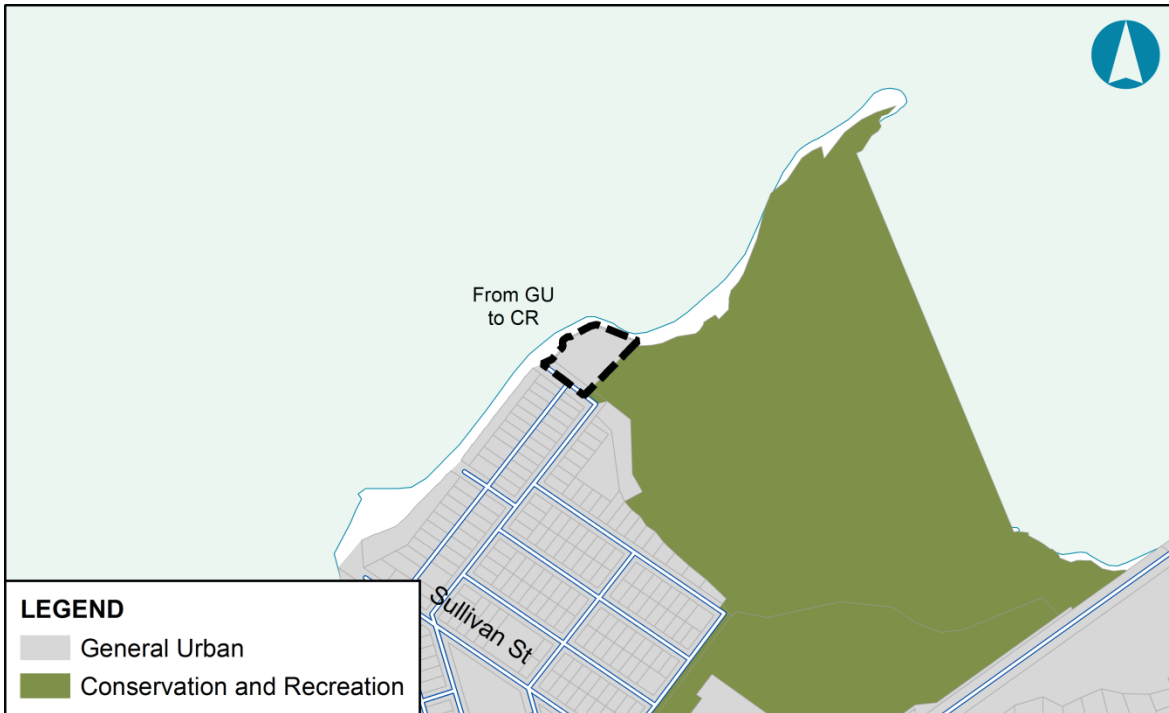 From GU
to CR
Sullivan St
LEGEND
General Urban
Conservation and Recreation